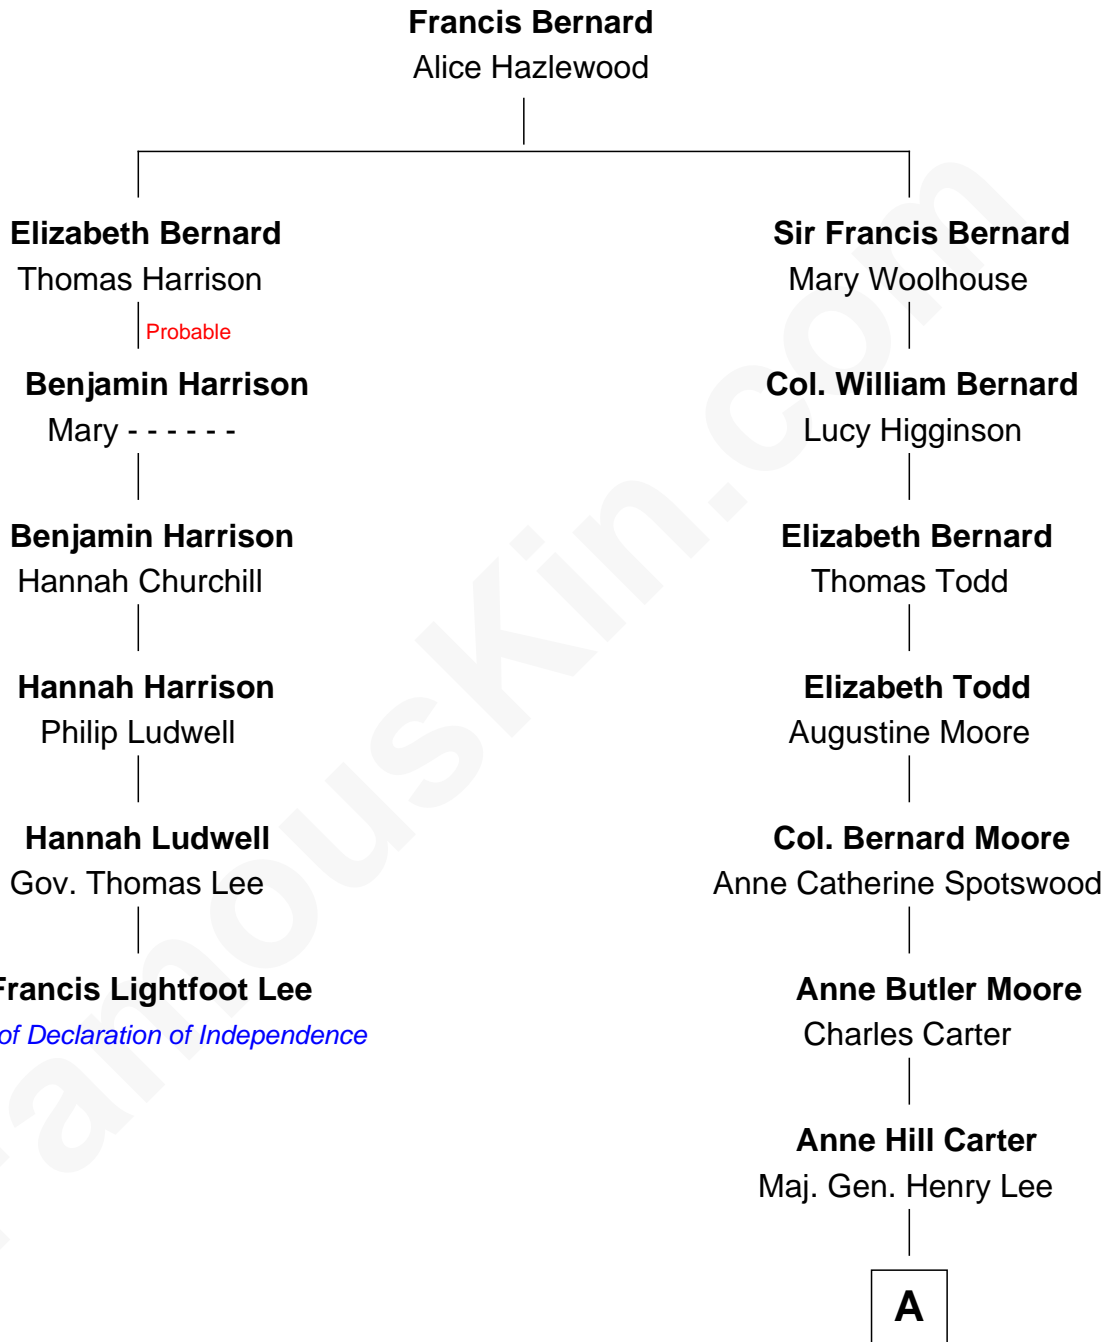 Francis Bernard
Alice Hazlewood
Elizabeth Bernard
Thomas Harrison
Probable
Benjamin Harrison
Mary - - - - - -
Benjamin Harrison
Hannah Churchill
Hannah Harrison
Philip Ludwell
Hannah Ludwell
Gov. Thomas Lee
Francis Lightfoot Lee
of Declaration of Independence
Sir Francis Bernard
Mary Woolhouse
Col. William Bernard
Lucy Higginson
Elizabeth Bernard
Thomas Todd
Elizabeth Todd
Augustine Moore
Col. Bernard Moore
Anne Catherine Spotswood
Anne Butler Moore
Charles Carter
Anne Hill Carter
Maj. Gen. Henry Lee
A
FamousKin.com